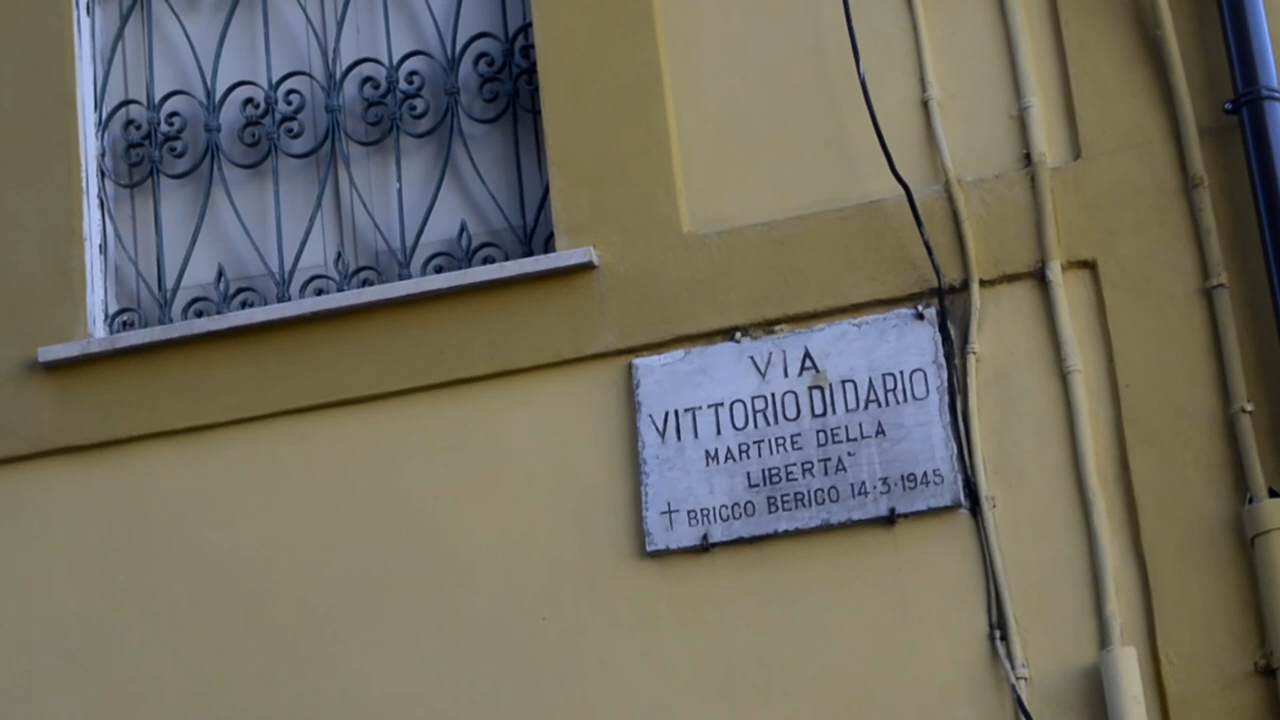 VIA
VITTORIO DI DARIO
MARTIRE DELLA
LIBERTA`
† BRICCO BERICO 14·3·1945